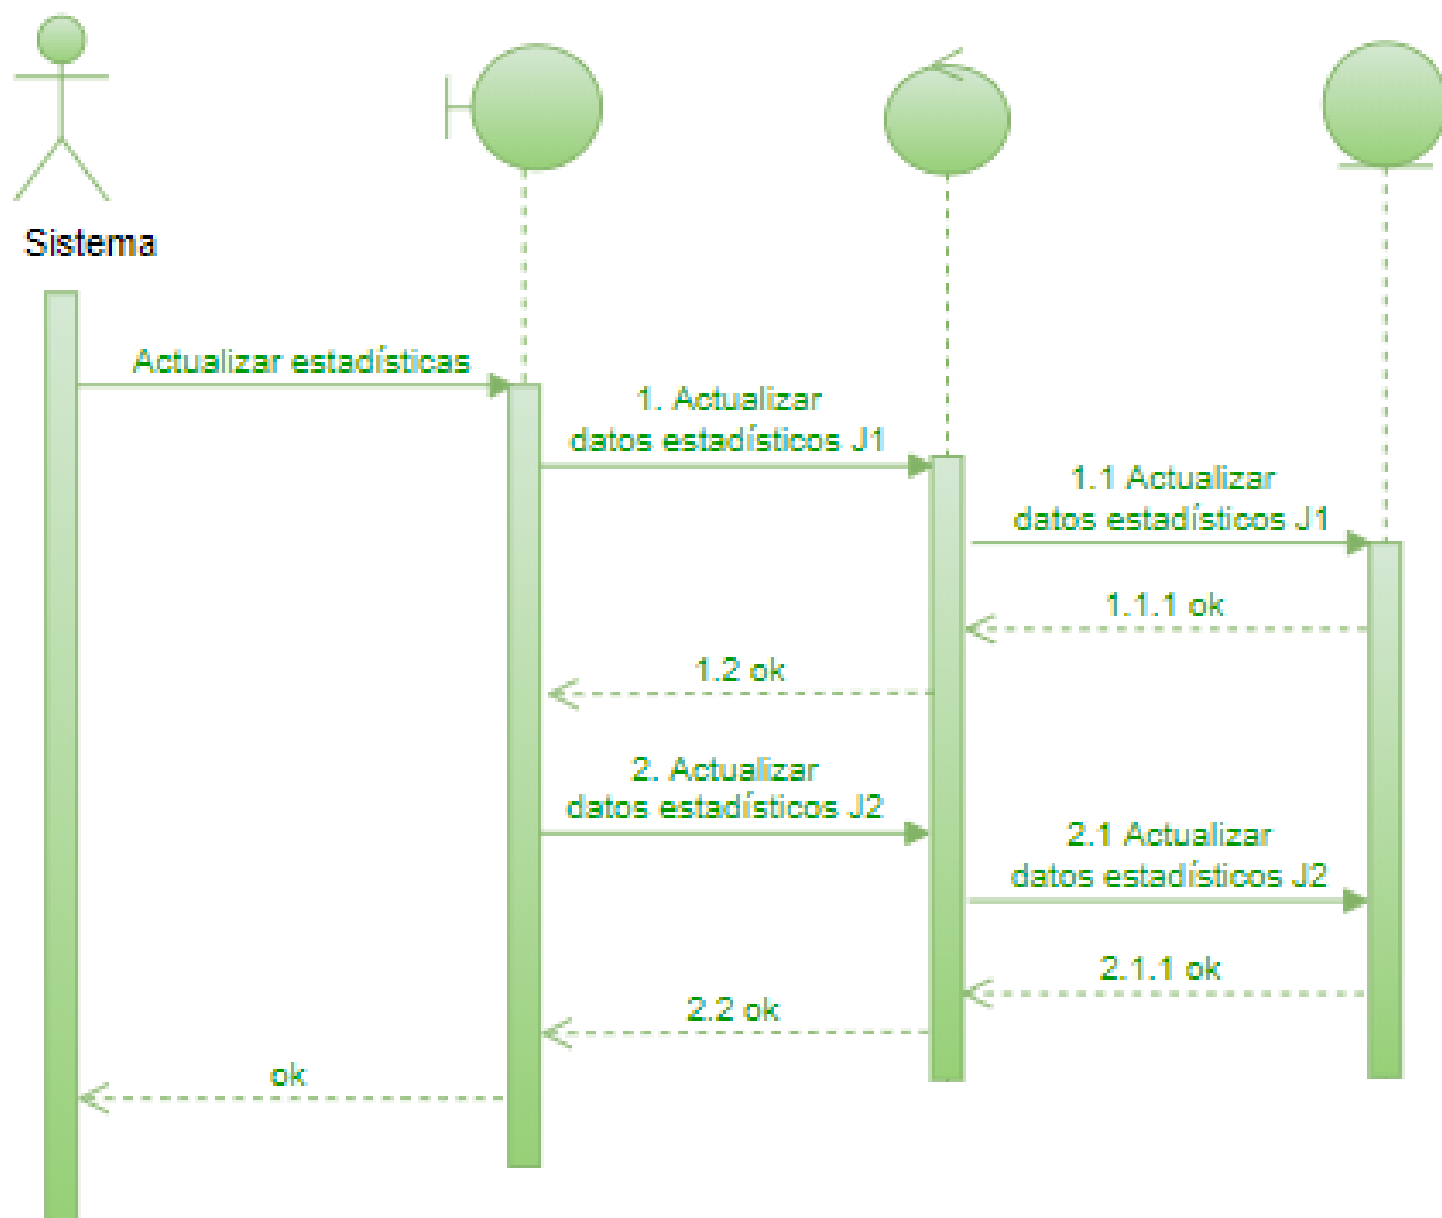 Sistema
Actualizar estadísticas
1. Actualizar
datos estadísticos J1
1.1 Actualizar
datos estadísticos J1
1.1.1 ok
1.2 ok
2. Actualizar
datos estadísticos J2
2.1 Actualizar
datos estadísticos J2
2.1.1 ok
2.2 ok
ok